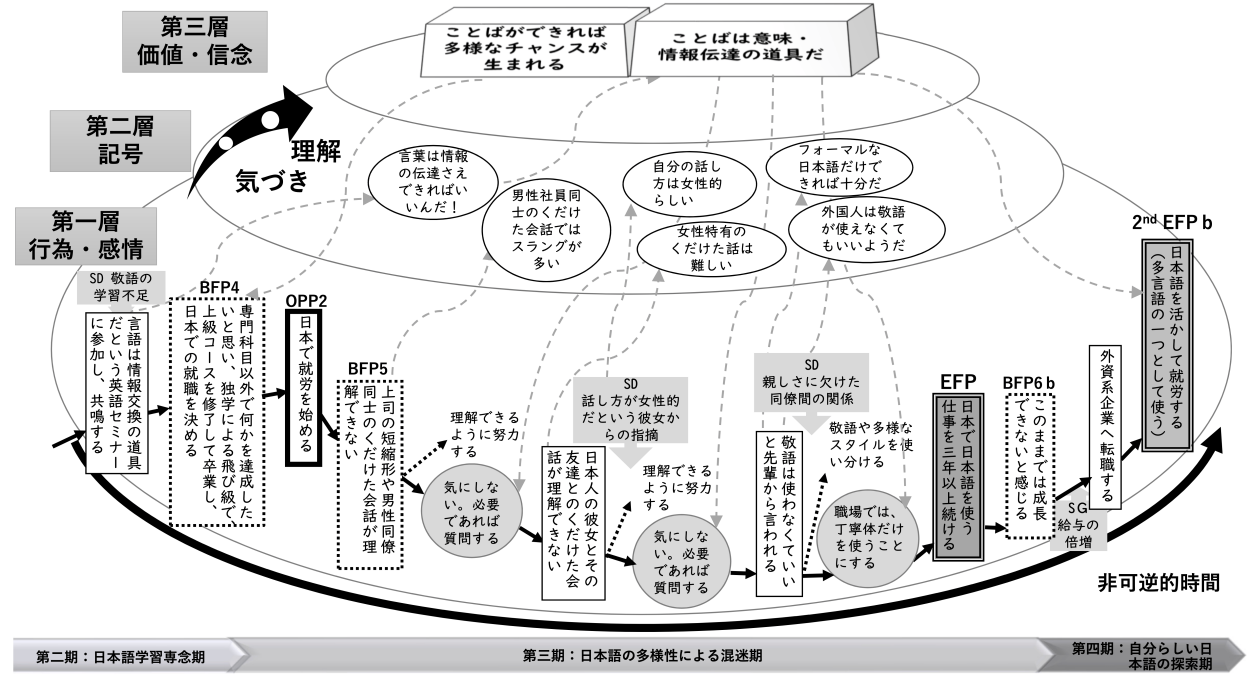 第三層
価値・信念
ことばができれば
多様なチャンスが
生まれる
ことばは意味・
情報伝達の道具だ
第二層
記号
理解
気づき
言葉は情報
の伝達さえ
できればい
いんだ！
男性社員同
士のくだけ
た会話では
スラングが
多い
自分の話し
方は女性的
らしい
女性特有の
くだけた話は
難しい
フォーマルな
日本語だけで
きれば十分だ
外国人は敬語
が使えなくて
もいいようだ
第一層
行為・感情
SD 敬語の
学習不足
言語は情報交換の道具
だという英語セミナー
に参加し、共鳴する
BFP4
専門科目以外で何かを達成した
いと思い、独学による飛び級で、
上級コースを修了して卒業し、
日本での就職を決める
OPP2
日本で就労を始める
BFP5
上司の短縮形や男性同僚
同士のくだけた会話が理
解できない
理解できる
ように努力
する
気にしな
い。必要
であれば
質問する
SD
話し方が女性的
だという彼女か
らの指摘
日本人の彼女とその
友達とのくだけた会
話が理解できない
理解できる
ように努力
する
気にしな
い。必要
であれば
質問する
SD
親しさに欠けた
同僚間の関係
敬語は使わなくていい
と先輩から言われる
敬語や多様な
スタイルを使
い分ける
職場では、
丁寧体だけ
を使うこと
にする
EFP
日本で日本語を使う
仕事を三年以上続ける
BFP6 b
このままでは成長
できないと感じる
SG
給与の
倍増
外資系企業へ転職する
2nd EFP b
日本語を活かして就労する
（多言語の一つとして使う）
非可逆的時間
第二期：日本語学習専念期
第三期：日本語の多様性による混迷期
第四期：自分らしい日
本語の探索期